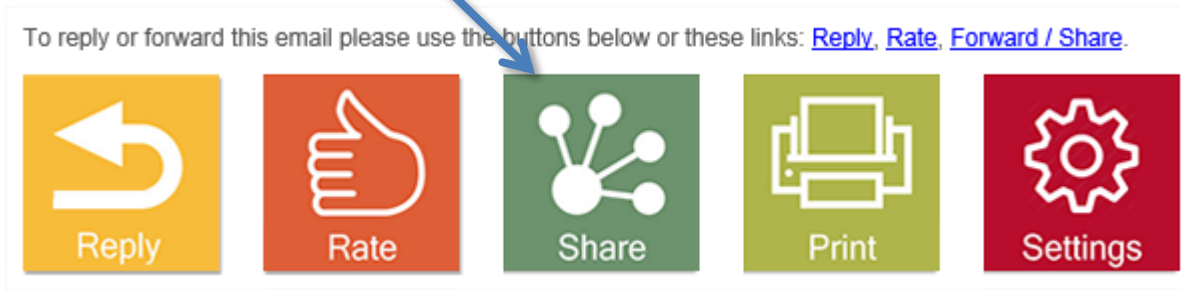 To reply or forward this email please use the buttons below or these links: Reply, Rate, Forward / Share.
Reply Rate Share Print Settings